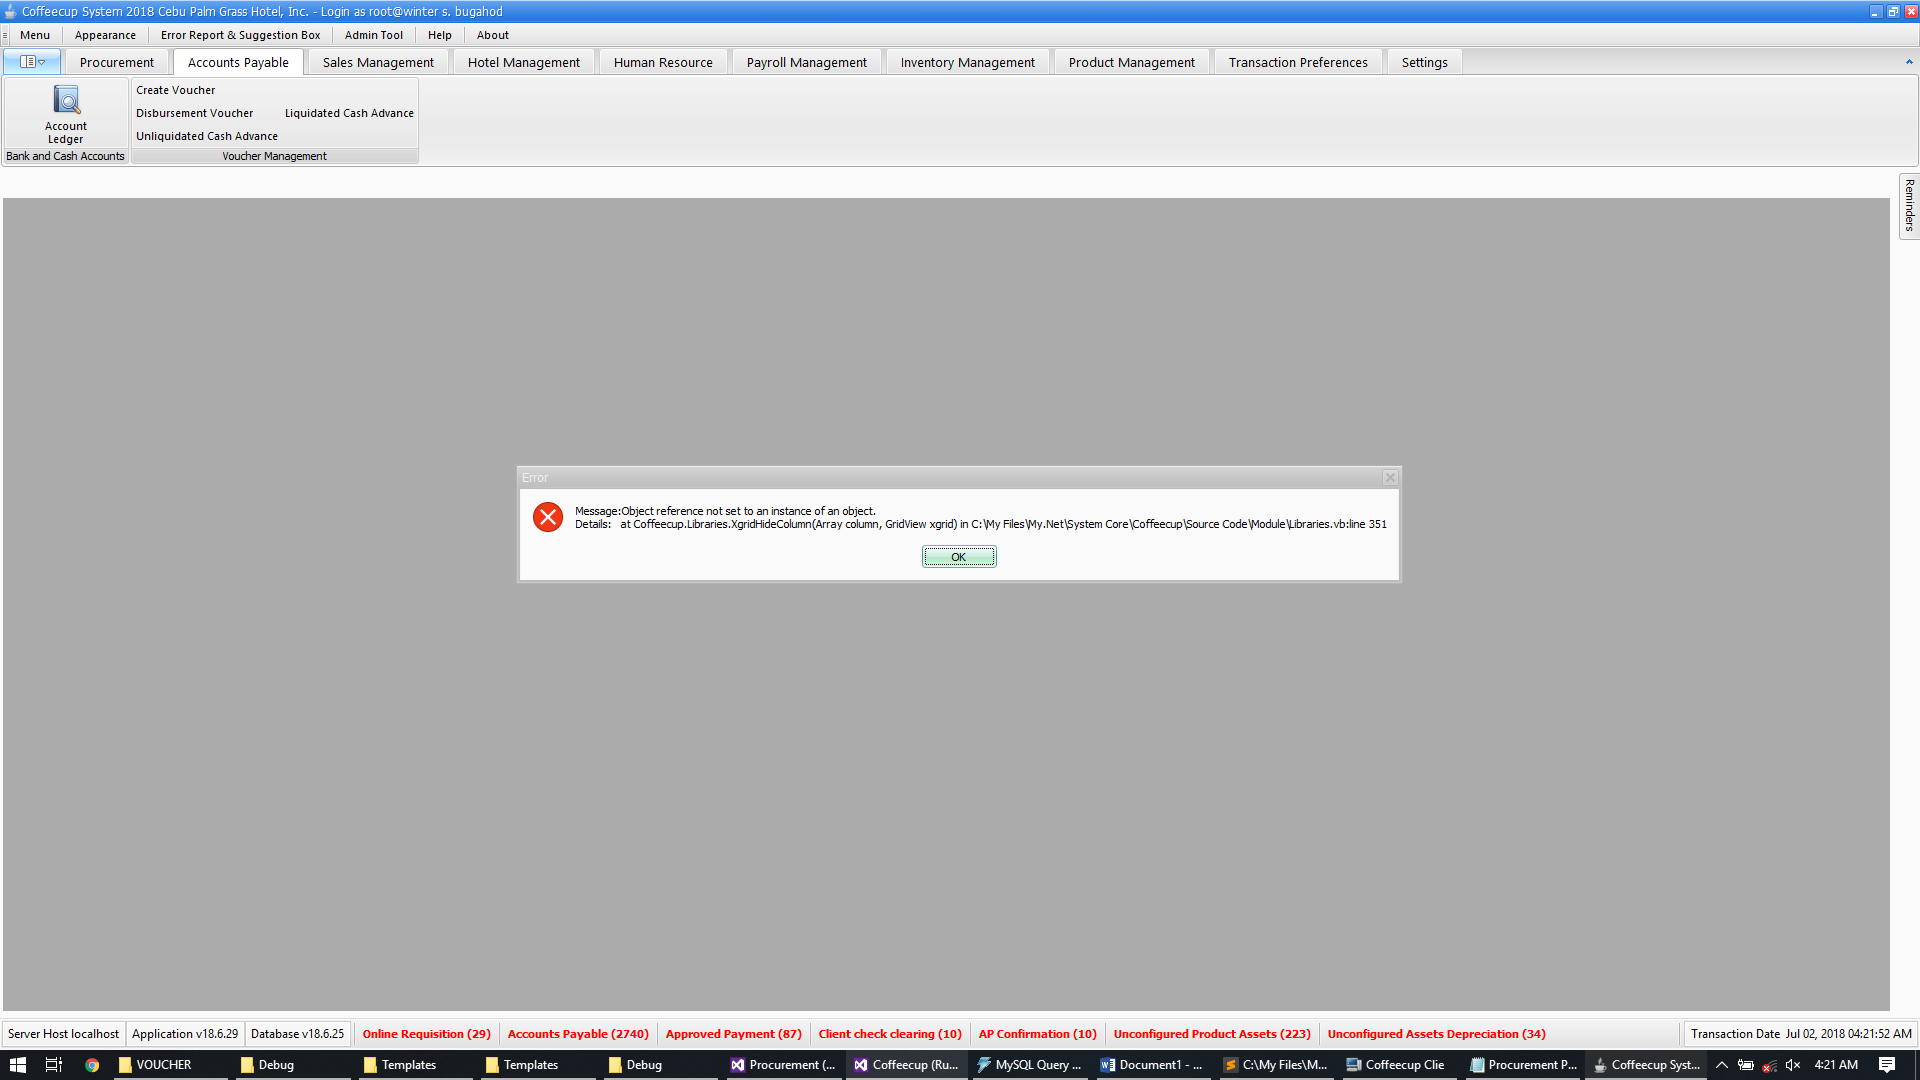 Coffeecup System 2018 Cebu Palm Grass Hotel, Inc. - Login as root@winter s. bugahod
Menu Appearance Error Report & Suggestion Box Admin Tool Help About
Procurement Accounts Payable Sales Management Hotel Management Human Resource Payroll Management Inventory Management Product Management Transaction Preferences Settings
Account
Ledger
Bank and Cash Accounts
Create Voucher
Disbursement Voucher Liquidated Cash Advance
Unliquidated Cash Advance
Voucher Management
Reminders
Error
Message:Object reference not set to an instance of an object.
Details: at Coffeecup.Libraries.XgridHideColumn(Array column, GridView xgrid) in C:\My Files\My.Net\System Core\Coffeecup\Source Code\Module\Libraries.vb:line 351
OK
Server Host localhost Application v18.6.29 Database v18.6.25 Online Requisition (29) Accounts Payable (2740) Approved Payment (87) Client check clearing (10) AP Confirmation (10) Unconfigured Product Assets (223) Unconfigured Assets Depreciation (34) Transaction Date Jul 02, 2018 04:21:52 AM
VOUCHER Debug Templates Templates Debug Procurement (... Coffeecup (Ru... MySQL Query ... Document1 - ... C:\My Files\M... Coffeecup Clie Procurement P... Coffeecup Syst... 4:21 AM